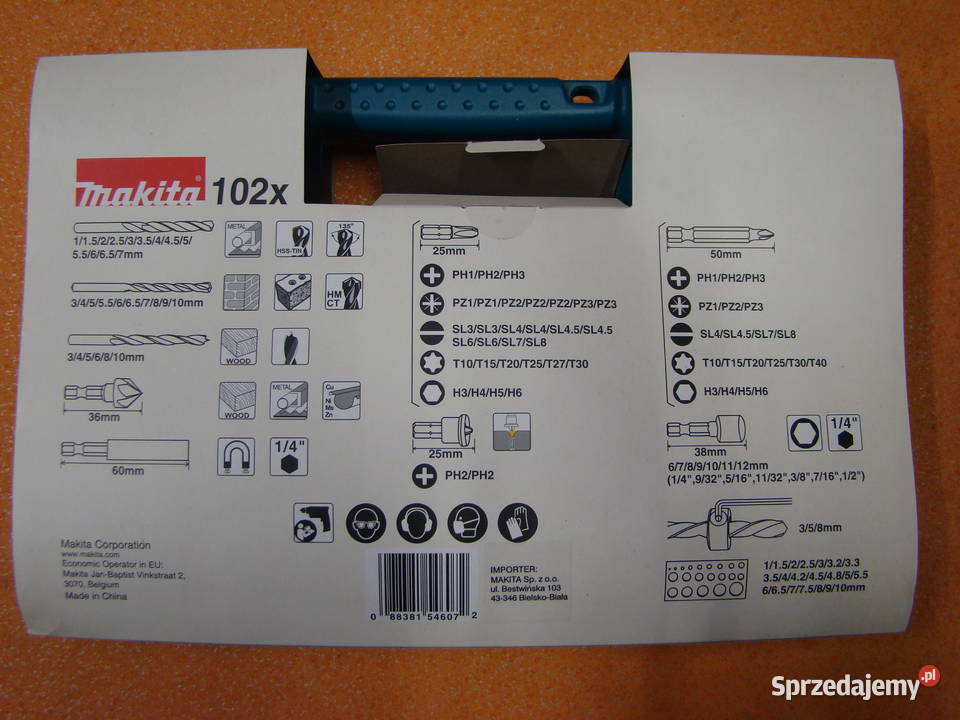 makita® 102x
1/1.5/2/2.5/3/3.5/4/4.5/5/
5.5/6/6.5/7mm
METAL
HSS-TIN
135°
3/4/5/5.5/6/6.5/7/8/9/10mm
HM
CT
3/4/5/6/8/10mm
WOOD
36mm
WOOD
METAL
Cu
Ni
Ms
Zn
60mm
1/4"
25mm
PH1/PH2/PH3
PZ1/PZ1/PZ2/PZ2/PZ2/PZ3/PZ3
SL3/SL3/SL4/SL4/SL4.5/SL4.5
SL6/SL6/SL7/SL8
T10/T15/T20/T25/T27/T30
H3/H4/H5/H6
25mm
PH2/PH2
50mm
PH1/PH2/PH3
PZ1/PZ2/PZ3
SL4/SL4.5/SL7/SL8
T10/T15/T20/T25/T30/T40
H3/H4/H5/H6
38mm
1/4"
6/7/8/9/10/11/12mm
(1/4",9/32",5/16",11/32",3/8",7/16",1/2")
3/5/8mm
1/1.5/2/2.5/3/3.2/3.3
3.5/4/4.2/4.5/4.8/5/5.5
6/6.5/7/7.5/8/9/10mm
Makita Corporation
www.makita.com
Economic Operator in EU:
Makita Jan-Baptist Vinkstraat 2,
3070, Belgium
Made in China
0 88381 54607 2
IMPORTER:
MAKITA Sp. z o.o.
ul. Bestwińska 103
43-346 Bielsko-Biała
Sprzedajemy.pl